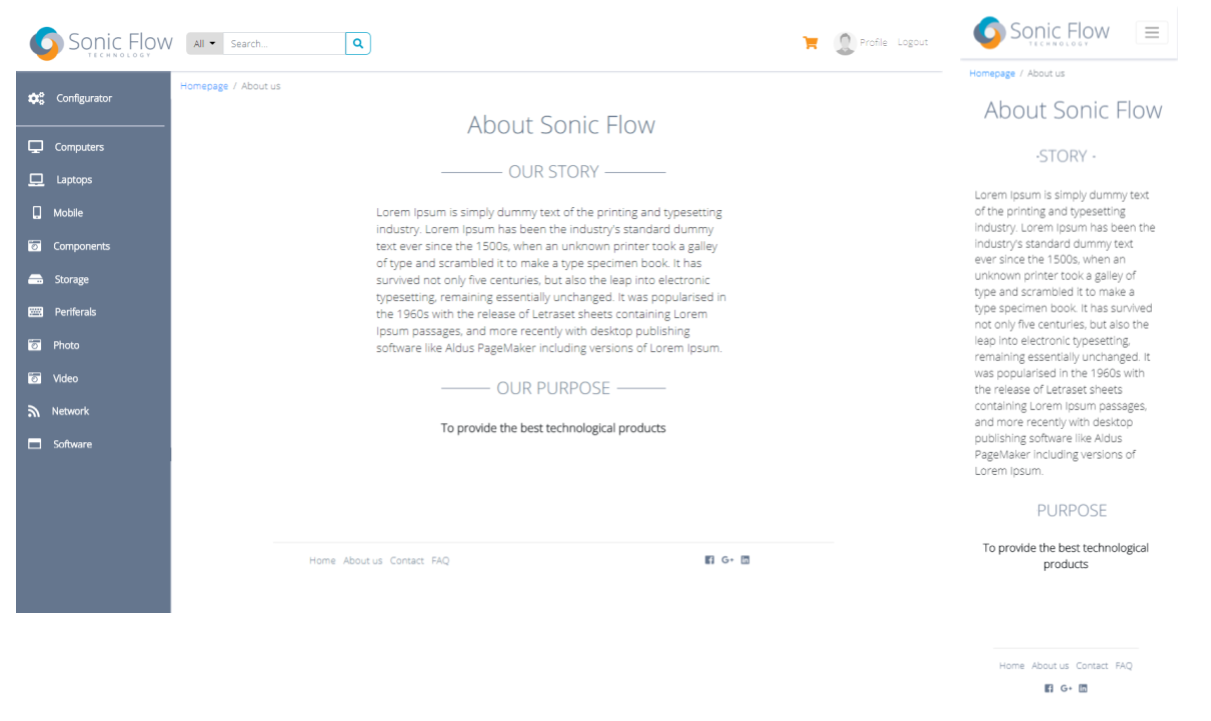 Sonic Flow
TECHNOLOGY
All
Search...
Profile Logout
Configurator
Computers
Laptops
Mobile
Components
Storage
Periferals
Photo
Video
Network
Software
Homepage / About us
About Sonic Flow
OUR STORY
Lorem Ipsum is simply dummy text of the printing and typesetting
industry. Lorem Ipsum has been the industry's standard dummy
text ever since the 1500s, when an unknown printer took a galley
of type and scrambled it to make a type specimen book. It has
survived not only five centuries, but also the leap into electronic
typesetting, remaining essentially unchanged. It was popularised in
the 1960s with the release of Letraset sheets containing Lorem
Ipsum passages, and more recently with desktop publishing
software like Aldus PageMaker including versions of Lorem Ipsum.
OUR PURPOSE
To provide the best technological products
Home About us Contact FAQ
G+ in
Sonic Flow
TECHNOLOGY
Homepage / About us
About Sonic Flow
-STORY -
Lorem Ipsum is simply dummy text
of the printing and typesetting
industry. Lorem Ipsum has been the
industry's standard dummy text
ever since the 1500s, when an
unknown printer took a galley of
type and scrambled it to make a
type specimen book. It has survived
not only five centuries, but also the
leap into electronic typesetting,
remaining essentially unchanged. It
was popularised in the 1960s with
the release of Letraset sheets
containing Lorem Ipsum passages,
and more recently with desktop
publishing software like Aldus
PageMaker including versions of
Lorem Ipsum.
PURPOSE
To provide the best technological
products
Home About us Contact FAQ
G+ in